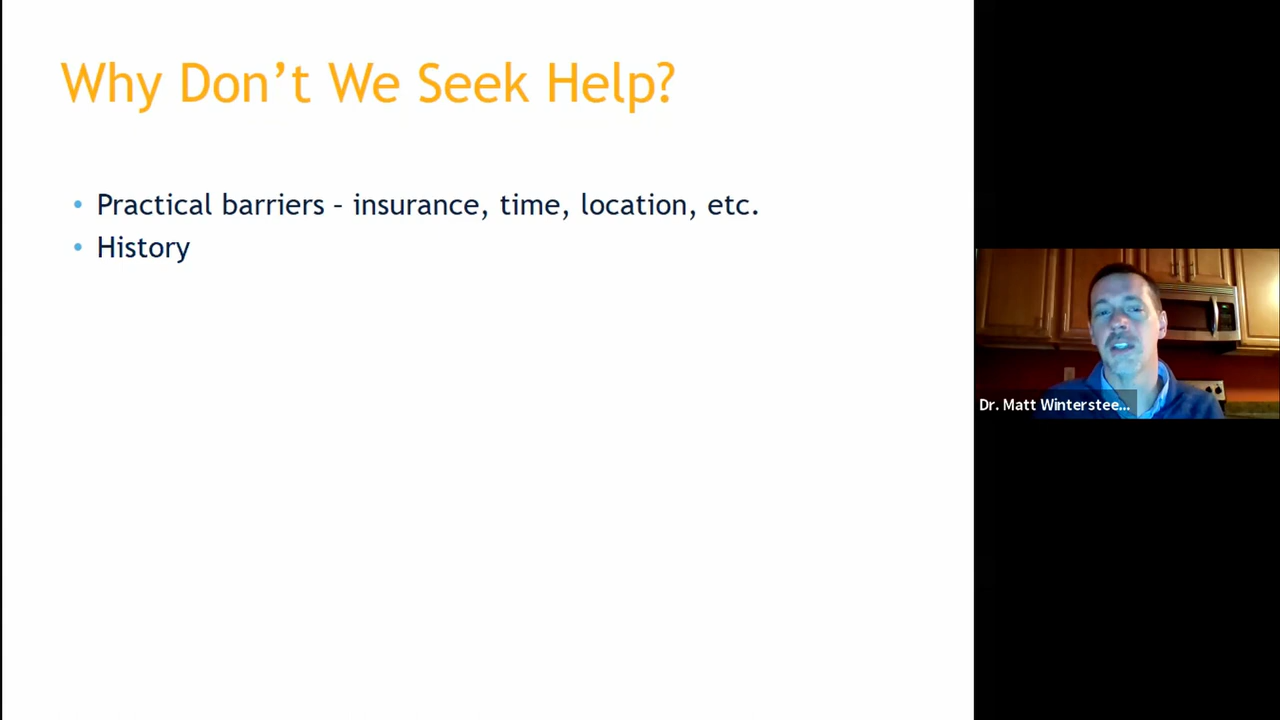 Why Don’t We Seek Help?
• Practical barriers – insurance, time, location, etc.
• History
Dr. Matt Winterstee...